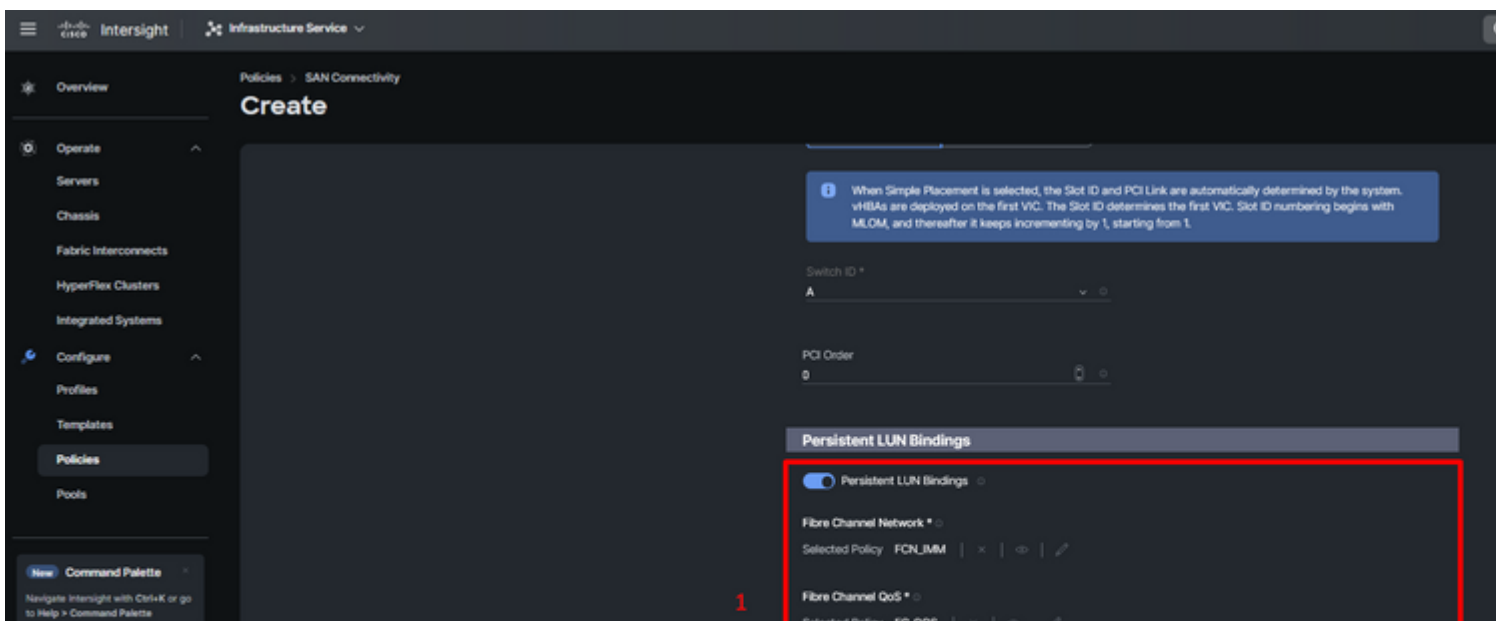 cisco Intersight
Infrastructure Service
Overview
Operate
Servers
Chassis
Fabric Interconnects
HyperFlex Clusters
Integrated Systems
Configure
Profiles
Templates
Policies
Pools
New Command Palette
Navigate Intersight with Ctrl+K or go
to Help > Command Palette
Policies > SAN Connectivity
Create
When Simple Placement is selected, the Slot ID and PCI Link are automatically determined by the system.
vHBAs are deployed on the first VIC. The Slot ID determines the first VIC. Slot ID numbering begins with
MLOM, and thereafter it keeps incrementing by 1, starting from 1.
Switch ID *
A
PCI Order
0
Persistent LUN Bindings
Persistent LUN Bindings
Fibre Channel Network *
Selected Policy FCN_IMM
1
Fibre Channel QoS *
Selected Policy FC_QOS